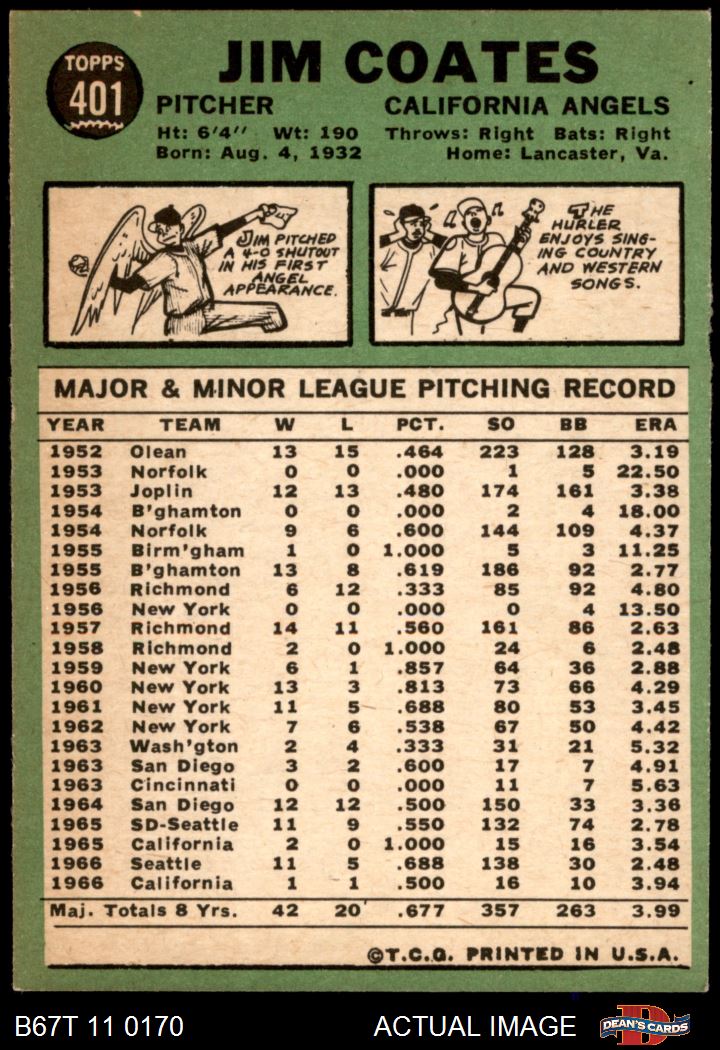 TOPPS
401
JIM COATES
PITCHER CALIFORNIA ANGELS
Ht: 6'4" Wt: 190 Throws: Right Bats: Right
Born: Aug. 4, 1932 Home: Lancaster, Va.
JIM PITCHED
A 4-0 SHUTOUT
IN HIS FIRST
ANGEL
APPEARANCE.
THE
HURLER
ENJOYS SING-
ING COUNTRY
AND WESTERN
SONGS.
MAJOR & MINOR LEAGUE PITCHING RECORD
YEAR TEAM W L PCT. SO BB ERA
1952 Olean 13 15 .464 223 128 3.19
1953 Norfolk 0 0 .000 1 5 22.50
1953 Joplin 12 13 .480 174 161 3.38
1954 B'ghamton 0 0 .000 2 4 18.00
1954 Norfolk 9 6 .600 144 109 4.37
1955 Birm'gham 1 0 1.000 5 3 11.25
1955 B'ghamton 13 8 .619 186 92 2.77
1956 Richmond 6 12 .333 85 92 4.80
1956 New York 0 0 .000 0 4 13.50
1957 Richmond 14 11 .560 161 86 2.63
1958 Richmond 2 0 1.000 24 6 2.48
1959 New York 6 1 .857 64 36 2.88
1960 New York 13 3 .813 73 66 4.29
1961 New York 11 5 .688 80 53 3.45
1962 New York 7 6 .538 67 50 4.42
1963 Wash'gton 2 4 .333 31 21 5.32
1963 San Diego 3 2 .600 17 7 4.91
1963 Cincinnati 0 0 .000 11 7 5.63
1964 San Diego 12 12 .500 150 33 3.36
1965 SD-Seattle 11 9 .550 132 74 2.78
1965 California 2 0 1.000 15 16 3.54
1966 Seattle 11 5 .688 138 30 2.48
1966 California 1 1 .500 16 10 3.94
Maj. Totals 8 Yrs. 42 20 .677 357 263 3.99
©T.C.G. PRINTED IN U.S.A.
B67T 11 0170 ACTUAL IMAGE
DEAN'S CARDS